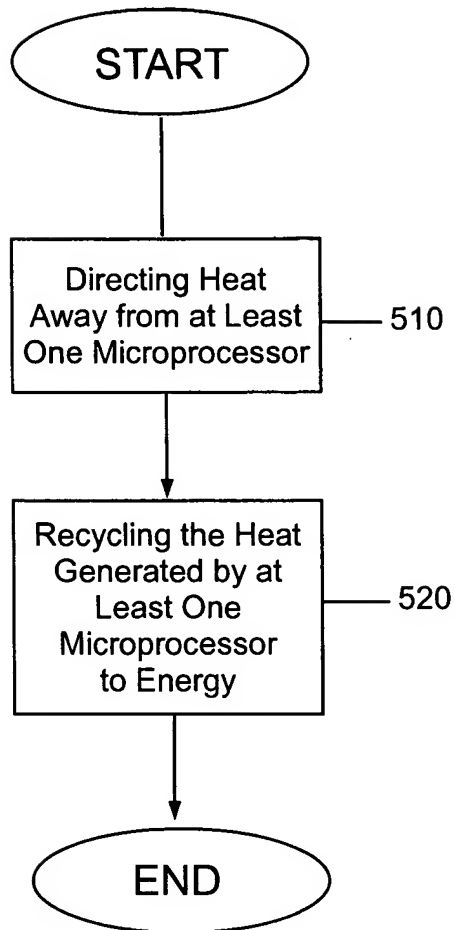 START
Directing Heat
Away from at Least
One Microprocessor
510
Recycling the Heat
Generated by at
Least One
Microprocessor
to Energy
520
END